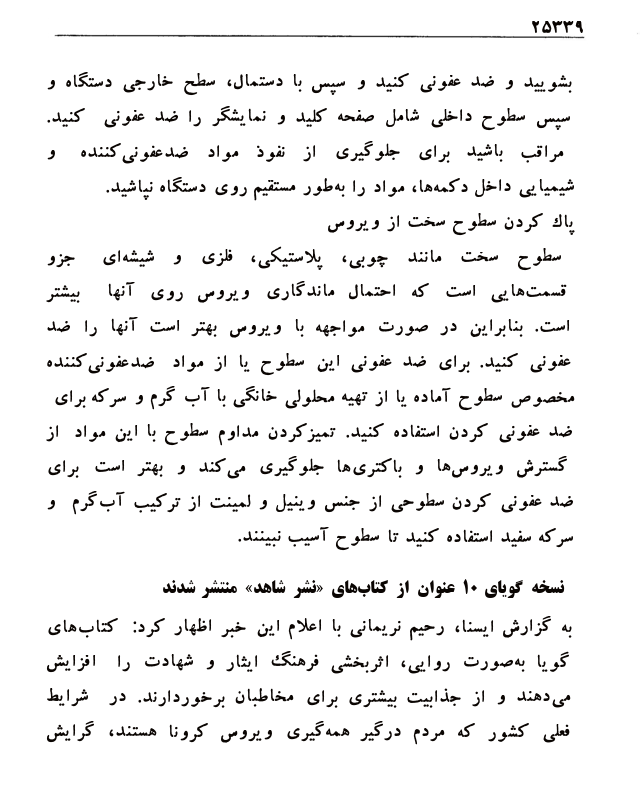 ۲۵۳۳۹
بشویید و ضد عفونی کنید و سپس با دستمال، سطح خارجی دستگاه و
سپس سطوح داخلی شامل صفحه کلید و نمایشگر را ضد عفونی کنید.
مراقب باشید برای جلوگیری از نفوذ مواد ضدعفونی‌کننده و
شیمیایی داخل دکمه‌ها، مواد را به‌طور مستقیم روی دستگاه نپاشید.
پاک کردن سطوح سخت از ویروس
سطوح سخت مانند چوبی، پلاستیکی، فلزی و شیشه‌ای جزو
قسمت‌هایی است که احتمال ماندگاری ویروس روی آنها بیشتر
است. بنابراین در صورت مواجهه با ویروس بهتر است آنها را ضد
عفونی کنید. برای ضد عفونی این سطوح یا از مواد ضدعفونی‌کننده
مخصوص سطوح آماده یا از تهیه محلولی خانگی با آب گرم و سرکه برای
ضد عفونی کردن استفاده کنید. تمیزکردن مداوم سطوح با این مواد از
گسترش ویروس‌ها و باکتری‌ها جلوگیری می‌کند و بهتر است برای
ضد عفونی کردن سطوحی از جنس وینیل و لمینت از ترکیب آب‌گرم و
سرکه سفید استفاده کنید تا سطوح آسیب نبینند.
نسخه گویای ۱۰ عنوان از کتاب‌های «نشر شاهد» منتشر شدند
به گزارش ایسنا، رحیم نریمانی با اعلام این خبر اظهار کرد: کتاب‌های
گویا به‌صورت روایی، اثربخشی فرهنگ ایثار و شهادت را افزایش
می‌دهند و از جذابیت بیشتری برای مخاطبان برخوردارند. در شرایط
فعلی کشور که مردم درگیر همه‌گیری ویروس کرونا هستند، گرایش